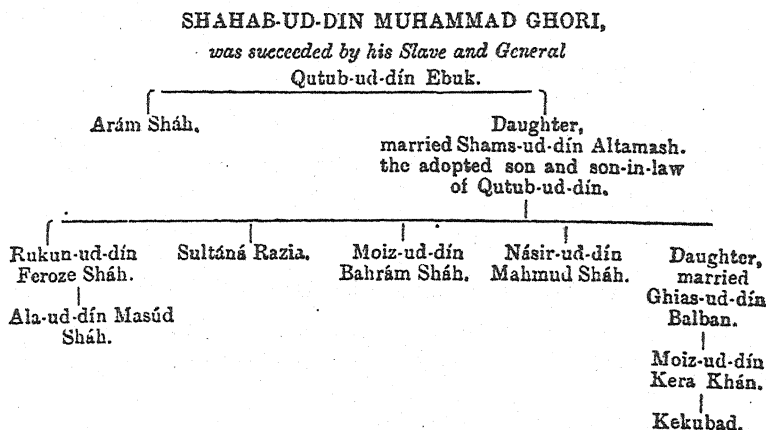 SHAHAB-UD-DIN MUHAMMAD GHORI,
was succeeded by his Slave and General
Qutub-ud-dín Ebuk.
Arám Sháh.
Daughter,
married Shams-ud-dín Altamash.
the adopted son and son-in-law
of Qutub-ud-dín.
Rukun-ud-dín
Feroze Sháh.
Ala-ud-dín Masúd
Sháh.
Sultáná Razia.
Moiz-ud-dín
Bahrám Sháh.
Násir-ud-dín
Mahmud Sháh.
Daughter,
married
Ghias-ud-dín
Balban.
Moiz-ud-dín
Kera Khán.
Kekubad.